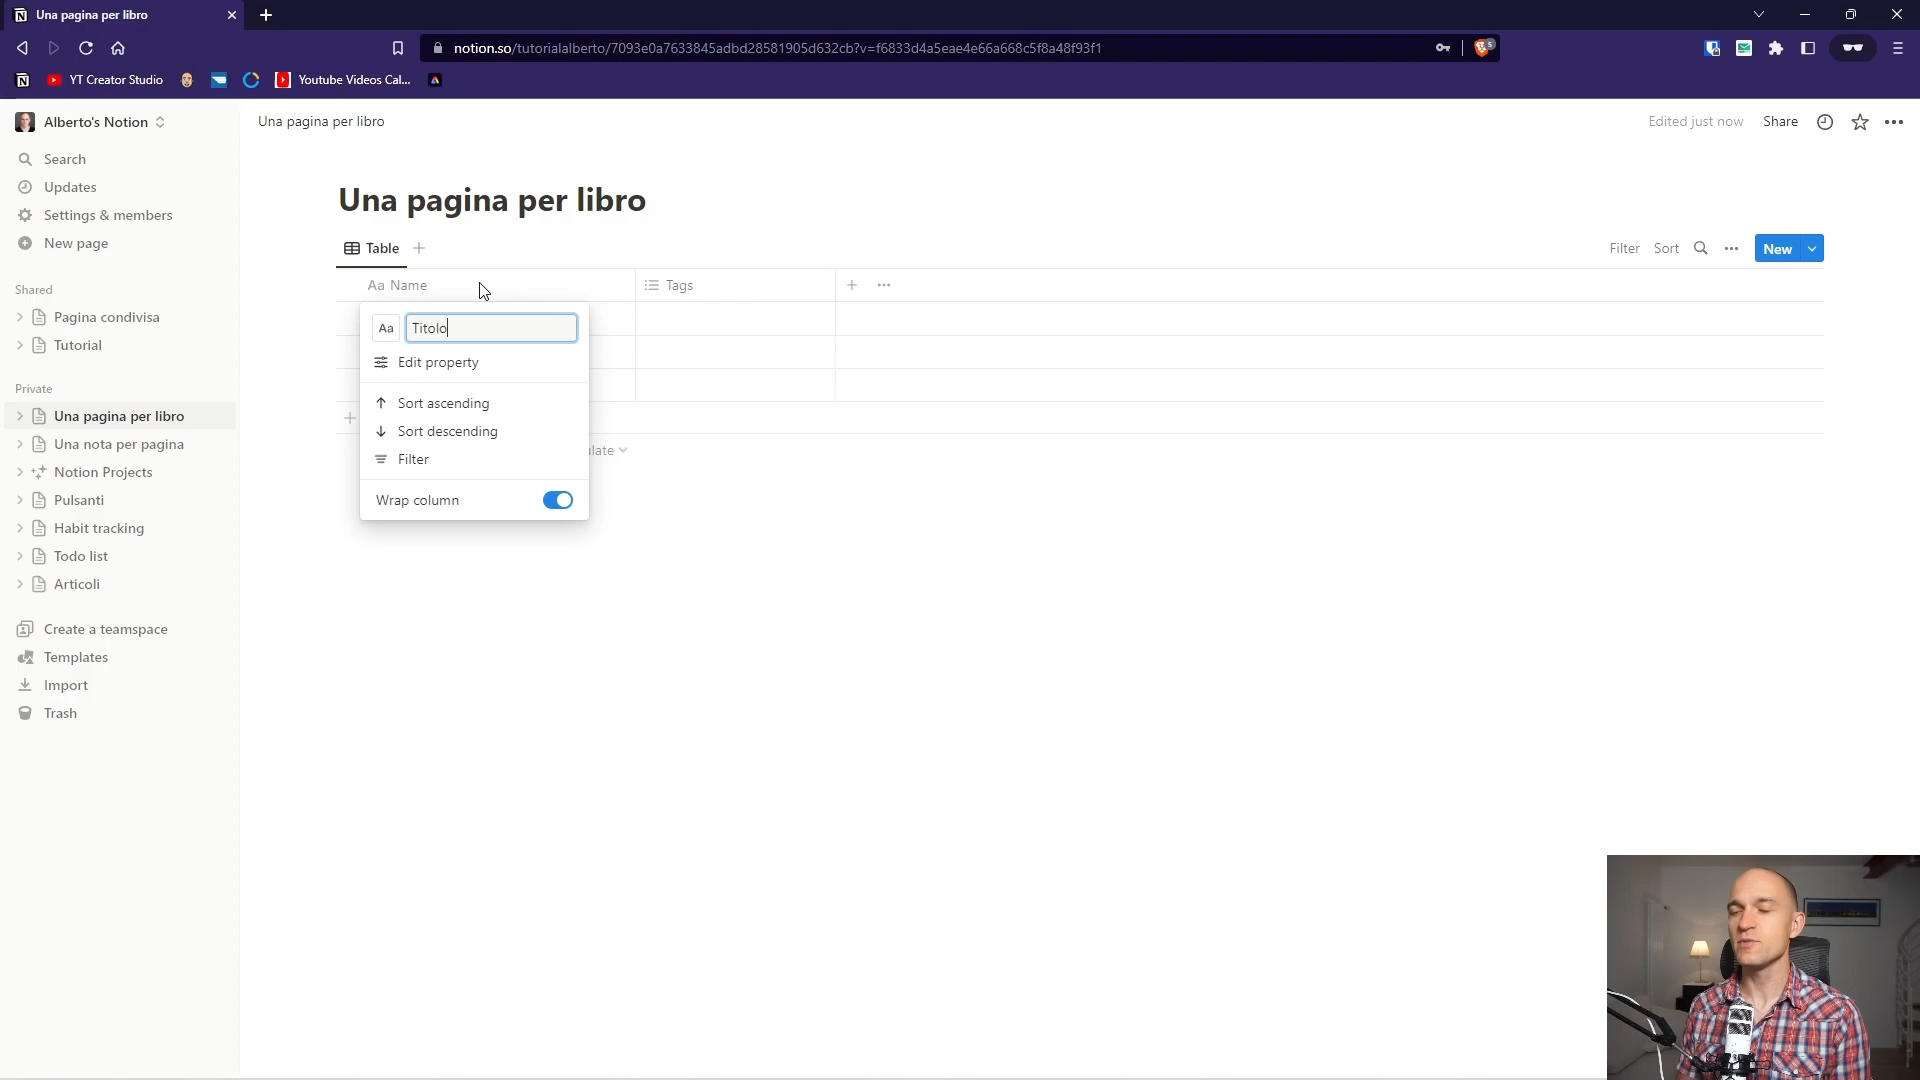 Una pagina per libro
notion.so/tutorialalberto/7093e0a7633845adbd28581905d632cb?v=f6833d4a5eae4e66a668c5f8a48f93f1
5
YT Creator Studio
Youtube Videos Cal...
Alberto's Notion
Una pagina per libro
Edited just now
Share
Search
Updates
Settings & members
New page
Shared
Pagina condivisa
Tutorial
Private
Una pagina per libro
Una nota per pagina
Notion Projects
Pulsanti
Habit tracking
Todo list
Articoli
Create a teamspace
Templates
Import
Trash
Una pagina per libro
Table
Filter
Sort
New
Aa Name
Tags
Aa
Titolo
Edit property
Sort ascending
Sort descending
Filter
Wrap column